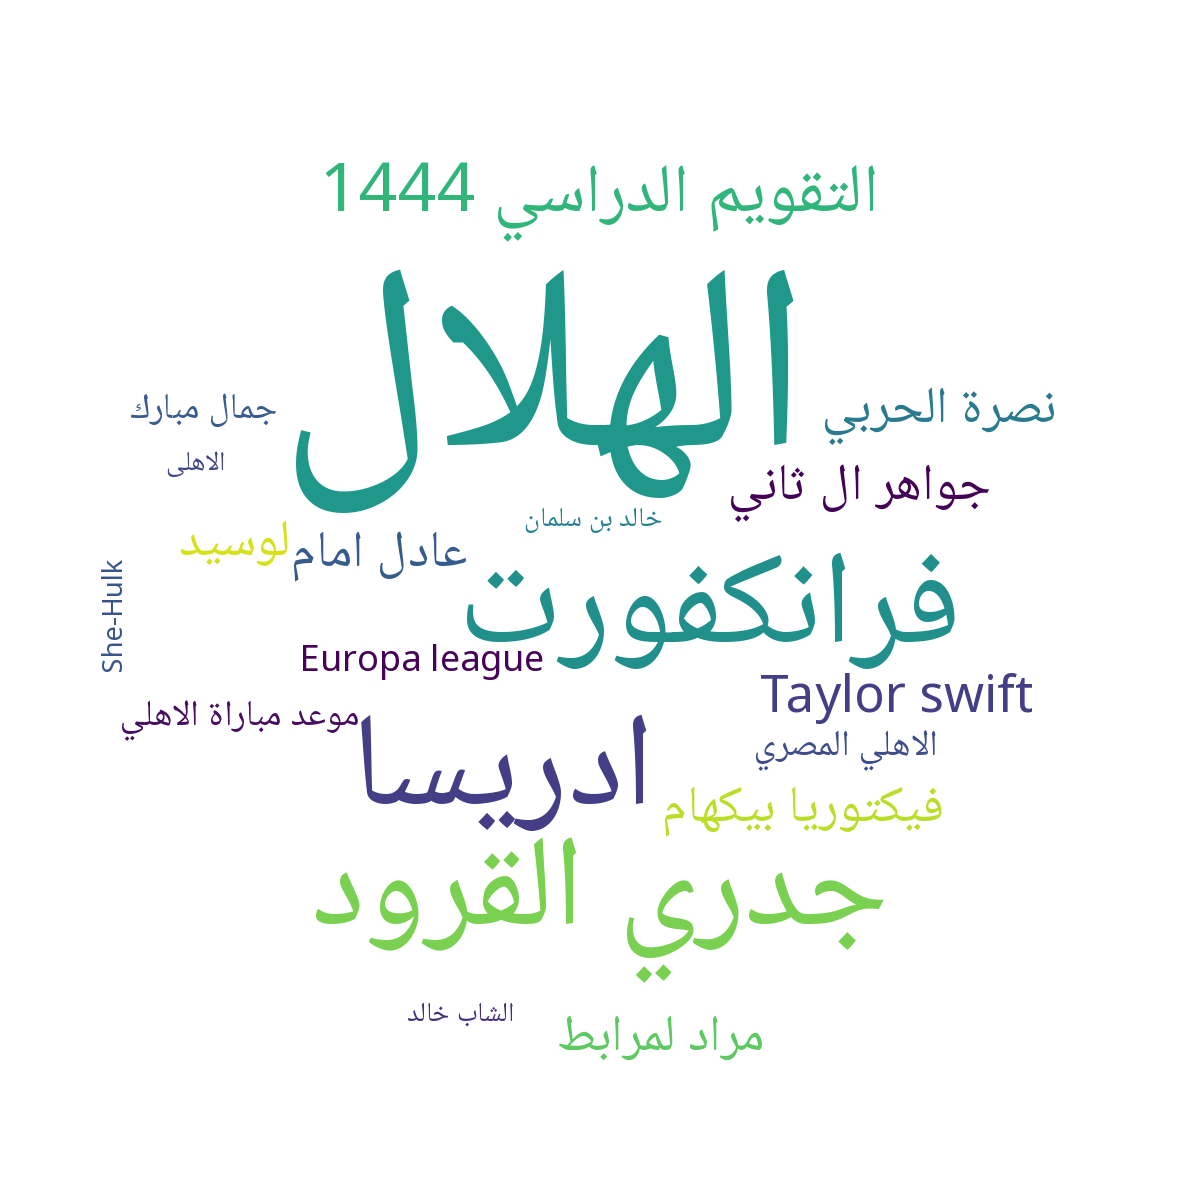 التقويم الدراسي 1444
الهلال
نصرة الحربي
جمال مبارك
الاهلى
جواهر ال ثاني
خالد بن سلمان
لوسيد
عادل امام
فرانكفورت
She-Hulk
Europa league
Taylor swift
موعد مباراة الاهلي
ادريسا
الاهلي المصري
فيكتوريا بيكهام
جدري القرود
الشاب خالد
مراد لمرابط